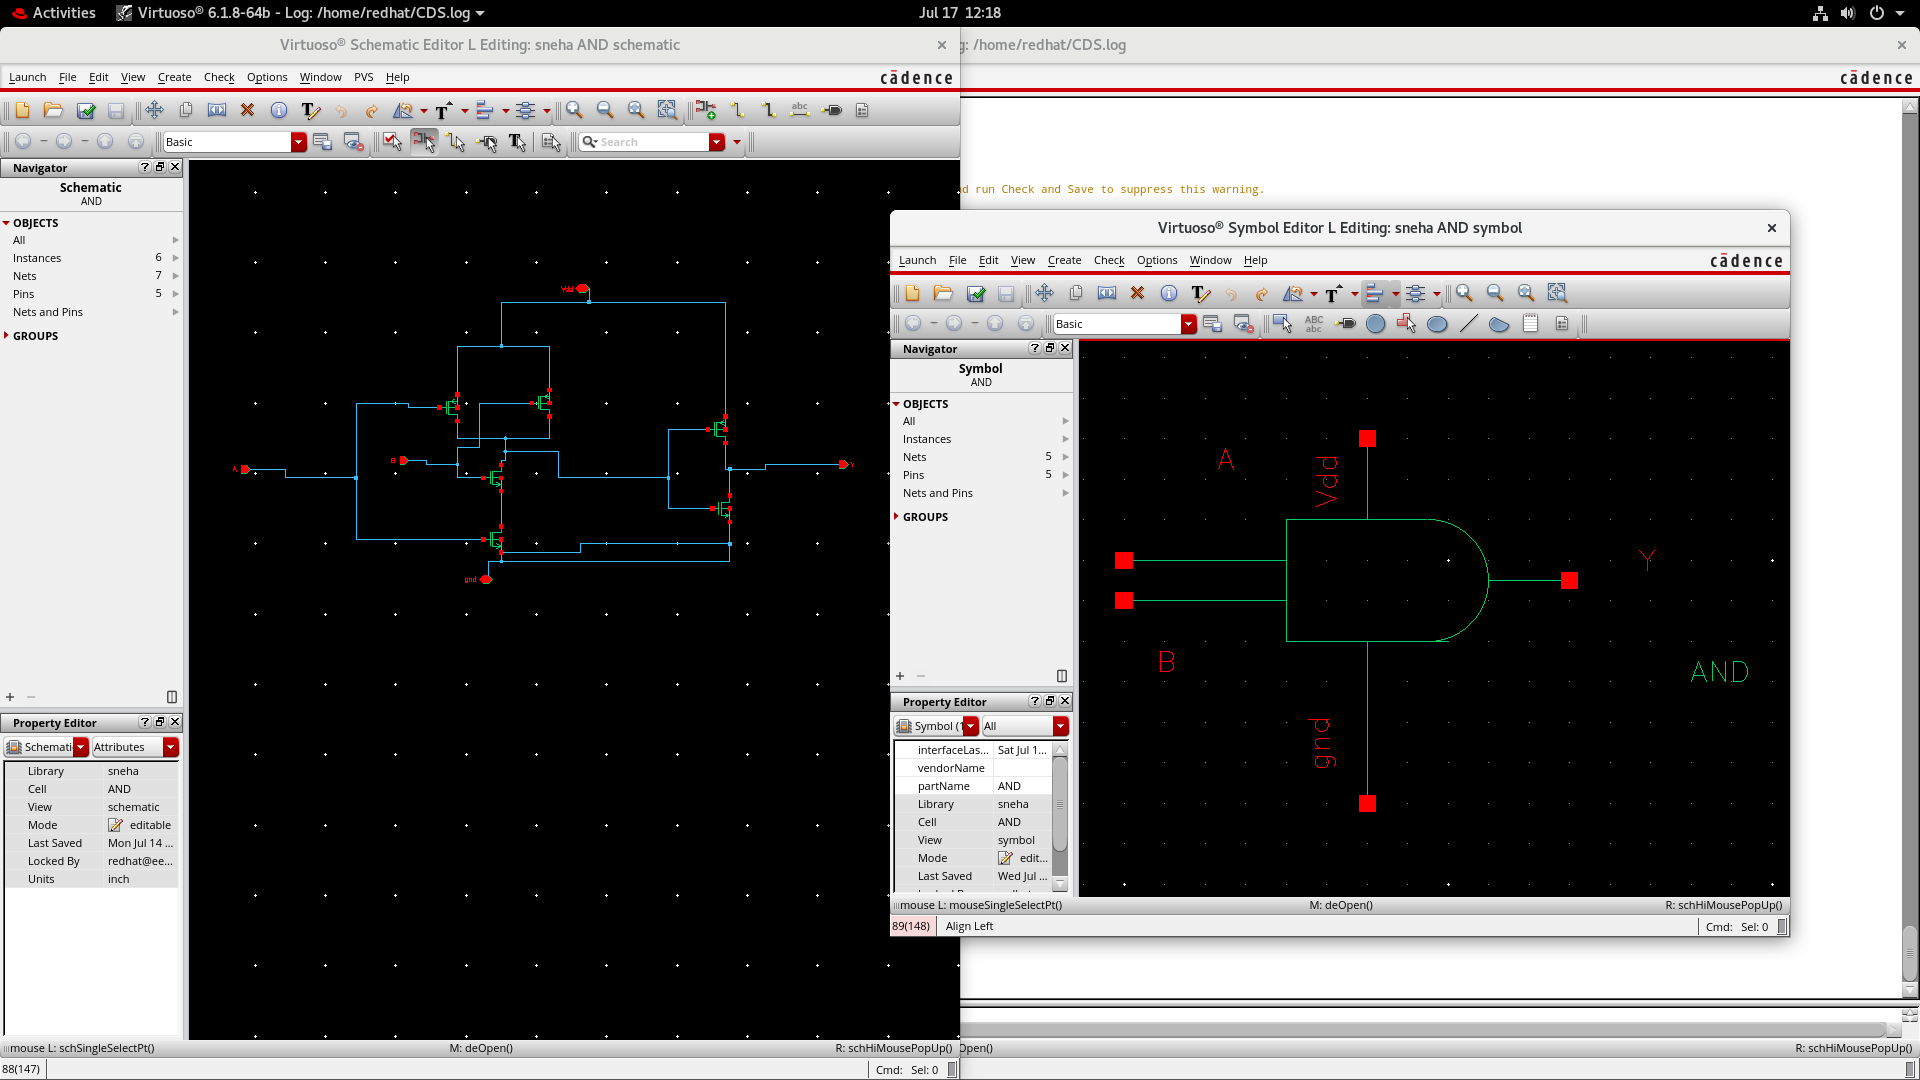 Activities
Virtuoso® 6.1.8-64b - Log: /home/redhat/CDS.log
Jul 17 12:18
Virtuoso® Schematic Editor L Editing: sneha AND schematic
g: /home/redhat/CDS.log
Launch File Edit View Create Check Options Window PVS Help
cādence
cādence
Basic
Search
Navigator
Schematic
AND
OBJECTS
All
Instances 6
Nets 7
Pins 5
Nets and Pins
GROUPS
Property Editor
Schemati
Attributes
Library sneha
Cell AND
View schematic
Mode editable
Last Saved Mon Jul 14 ...
Locked By redhat@ee...
Units inch
Vdd
A
B
Y
gnd
mouse L: schSingleSelectPt()
M: deOpen()
R: schHiMousePopUp()
88(147)
Cmd: Sel: 0
d run Check and Save to suppress this warning.
Virtuoso® Symbol Editor L Editing: sneha AND symbol
Launch File Edit View Create Check Options Window Help
cādence
Basic
Navigator
Symbol
AND
OBJECTS
All
Instances
Nets 5
Pins 5
Nets and Pins
GROUPS
Property Editor
Symbol (1
All
interfaceLas... Sat Jul 1...
vendorName
partName AND
Library sneha
Cell AND
View symbol
Mode edit...
Last Saved Wed Jul ...
A
Vdd
Y
B
AND
gnd
mouse L: mouseSingleSelectPt()
M: deOpen()
R: schHiMousePopUp()
89(148)
Align Left
Cmd: Sel: 0
Open()
R: schHiMousePopUp()